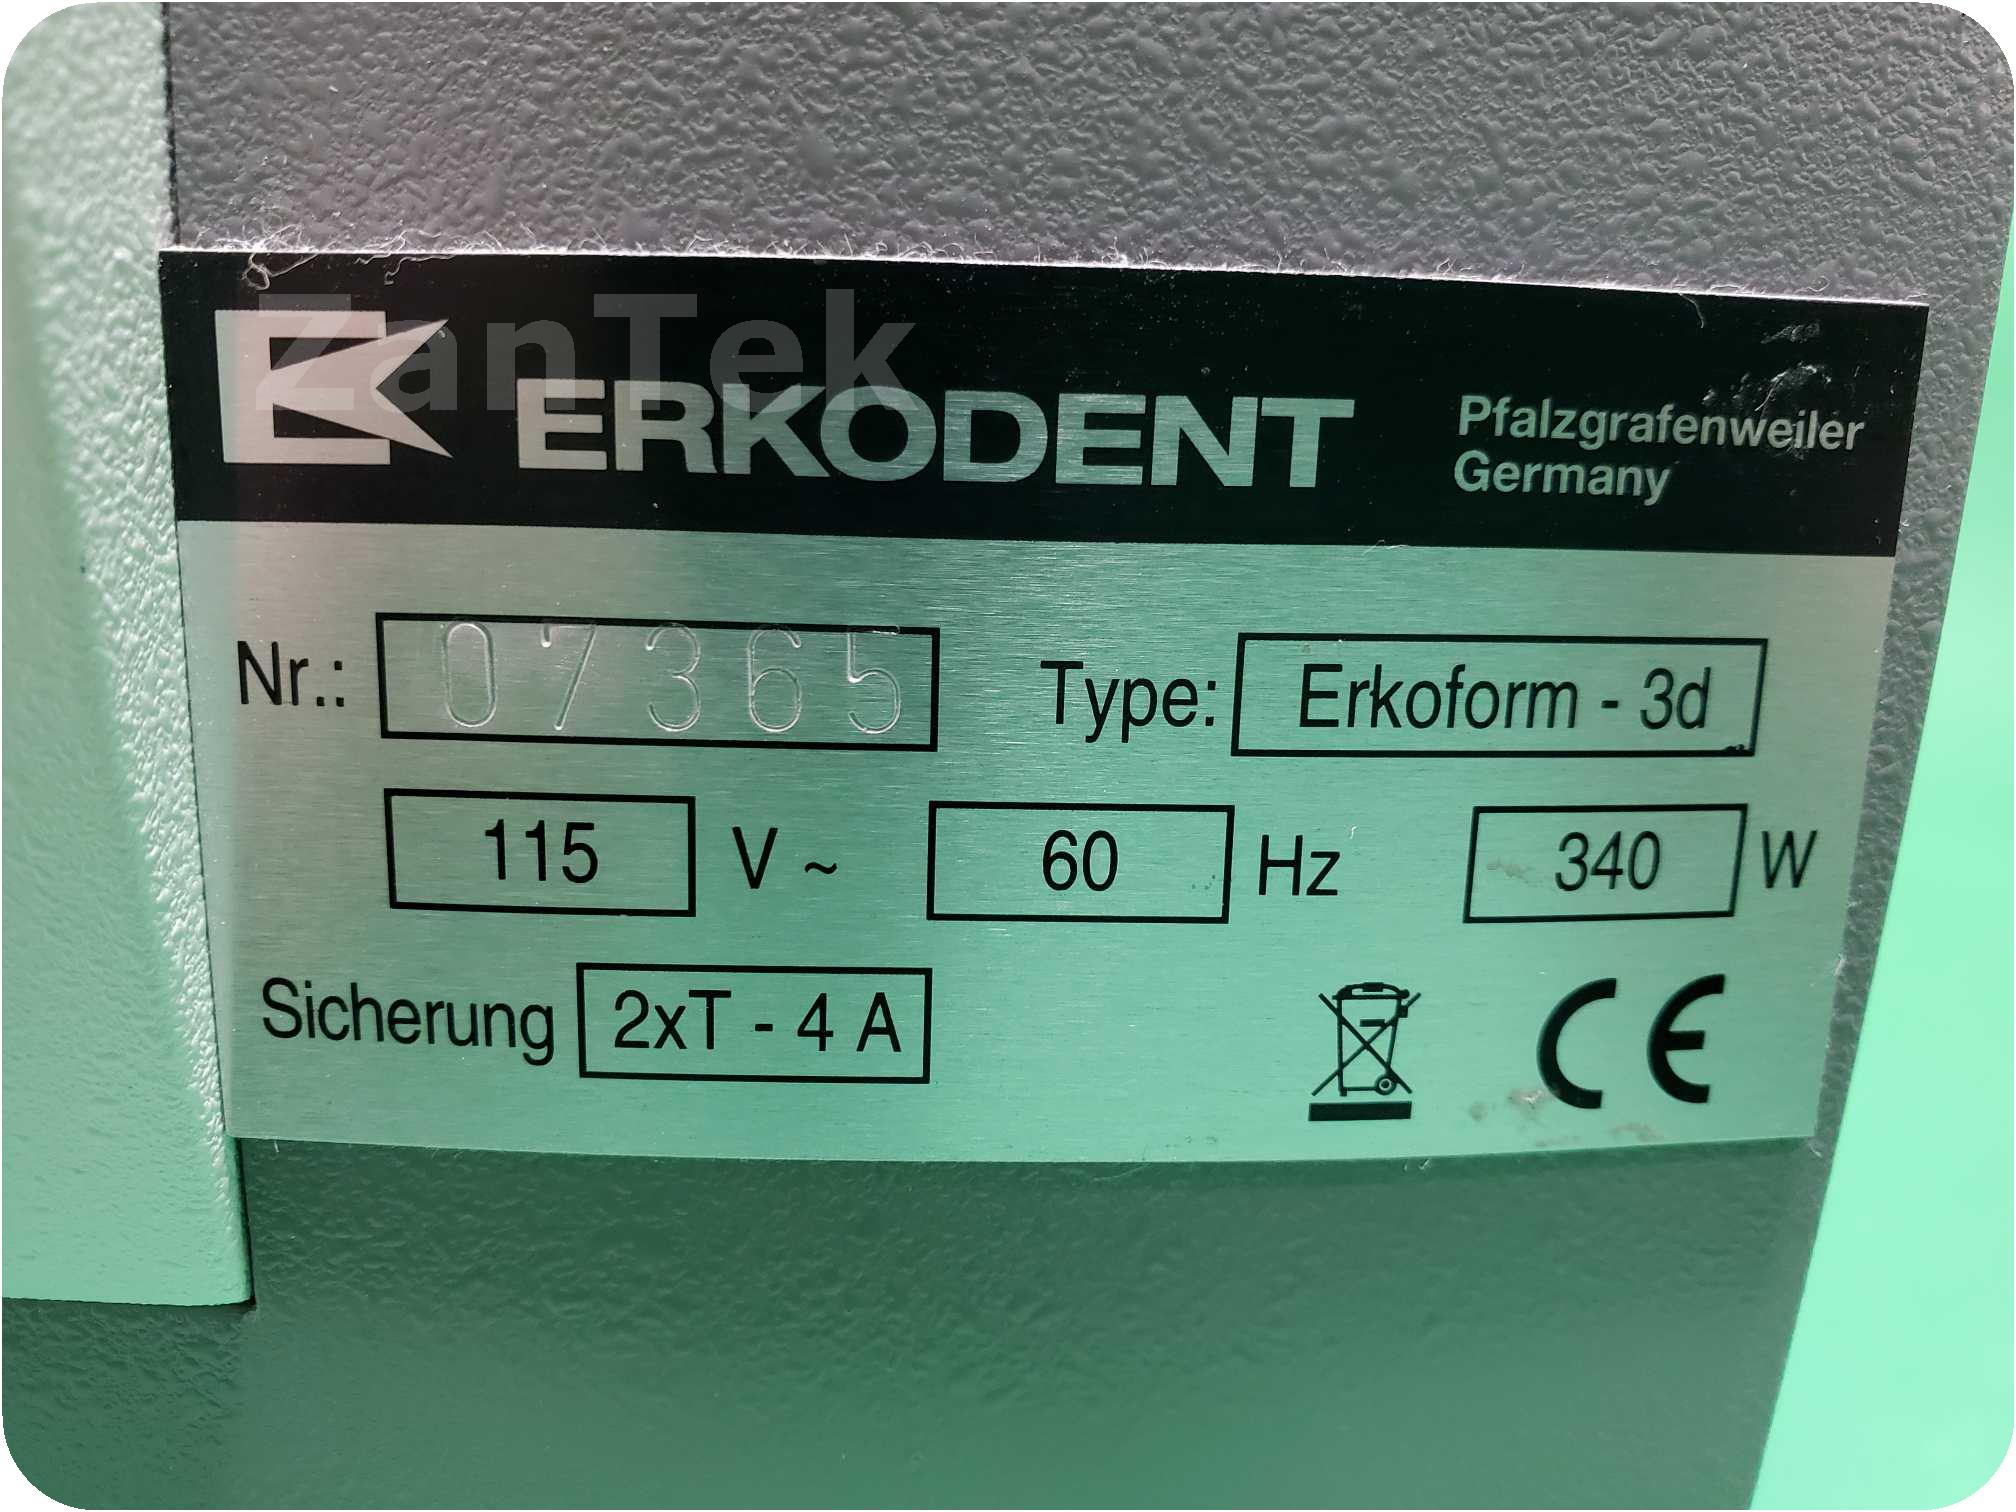 ZanTek
ERKODENT
Pfalzgrafenweiler
Germany
Nr.: 07365 Type: Erkoform - 3d
115 V ~ 60 Hz 340 W
Sicherung 2xT - 4 A
CE